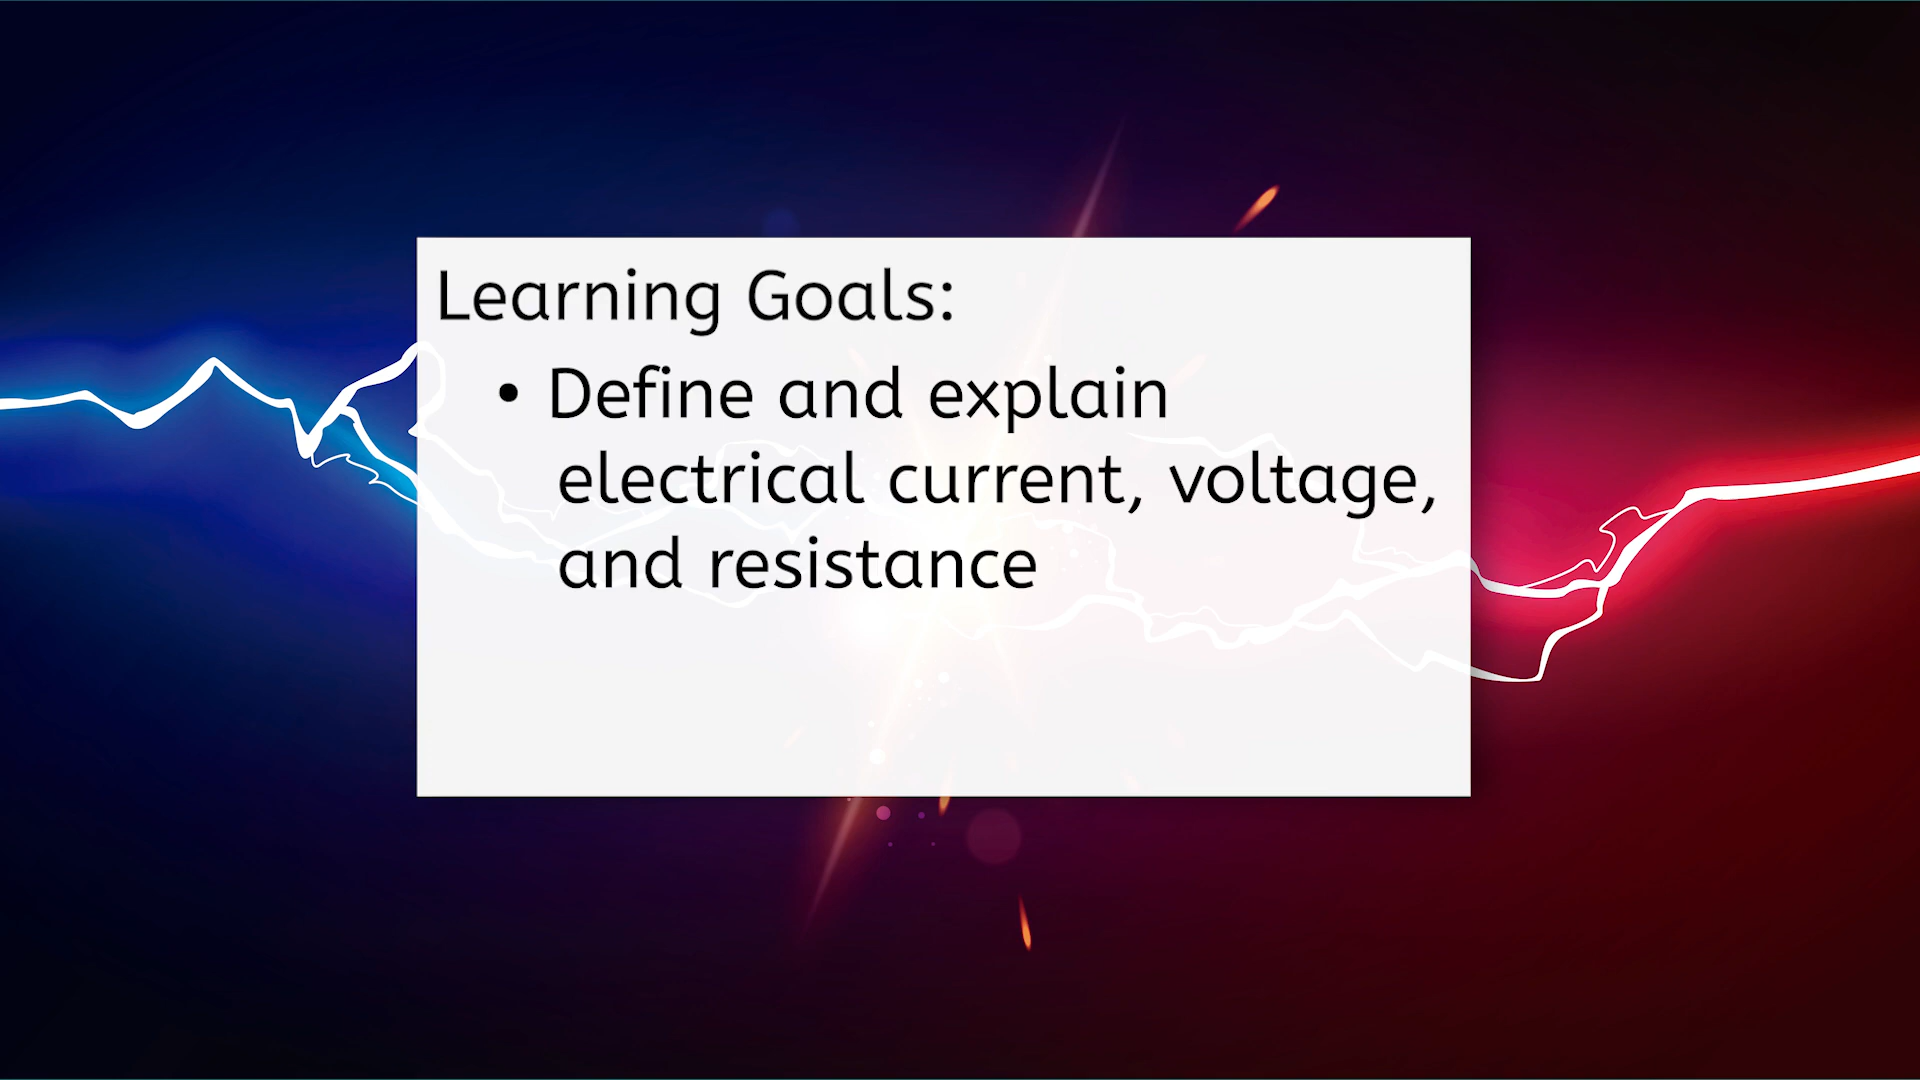 Learning Goals:
• Define and explain
electrical current, voltage,
and resistance